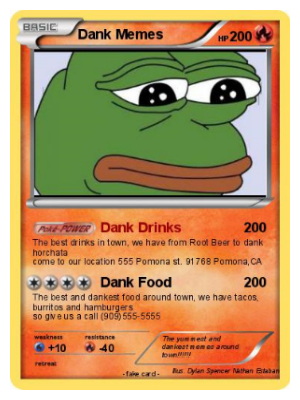 BASIC
Dank Memes
HP 200
Poké-POWER Dank Drinks 200
The best drinks in town, we have from Root Beer to dank
horchata
come to our location 555 Pomona st. 91768 Pomona,CA
Dank Food 200
The best and dankest food around town, we have tacos,
burritos and hamburgers
so give us a call (909)555-5555
weakness resistance
+10 -40
retreat
The yummest and
dankest memes around
town!!!!!
- fake card -
Illus. Dylan Spencer Nathan Esteban